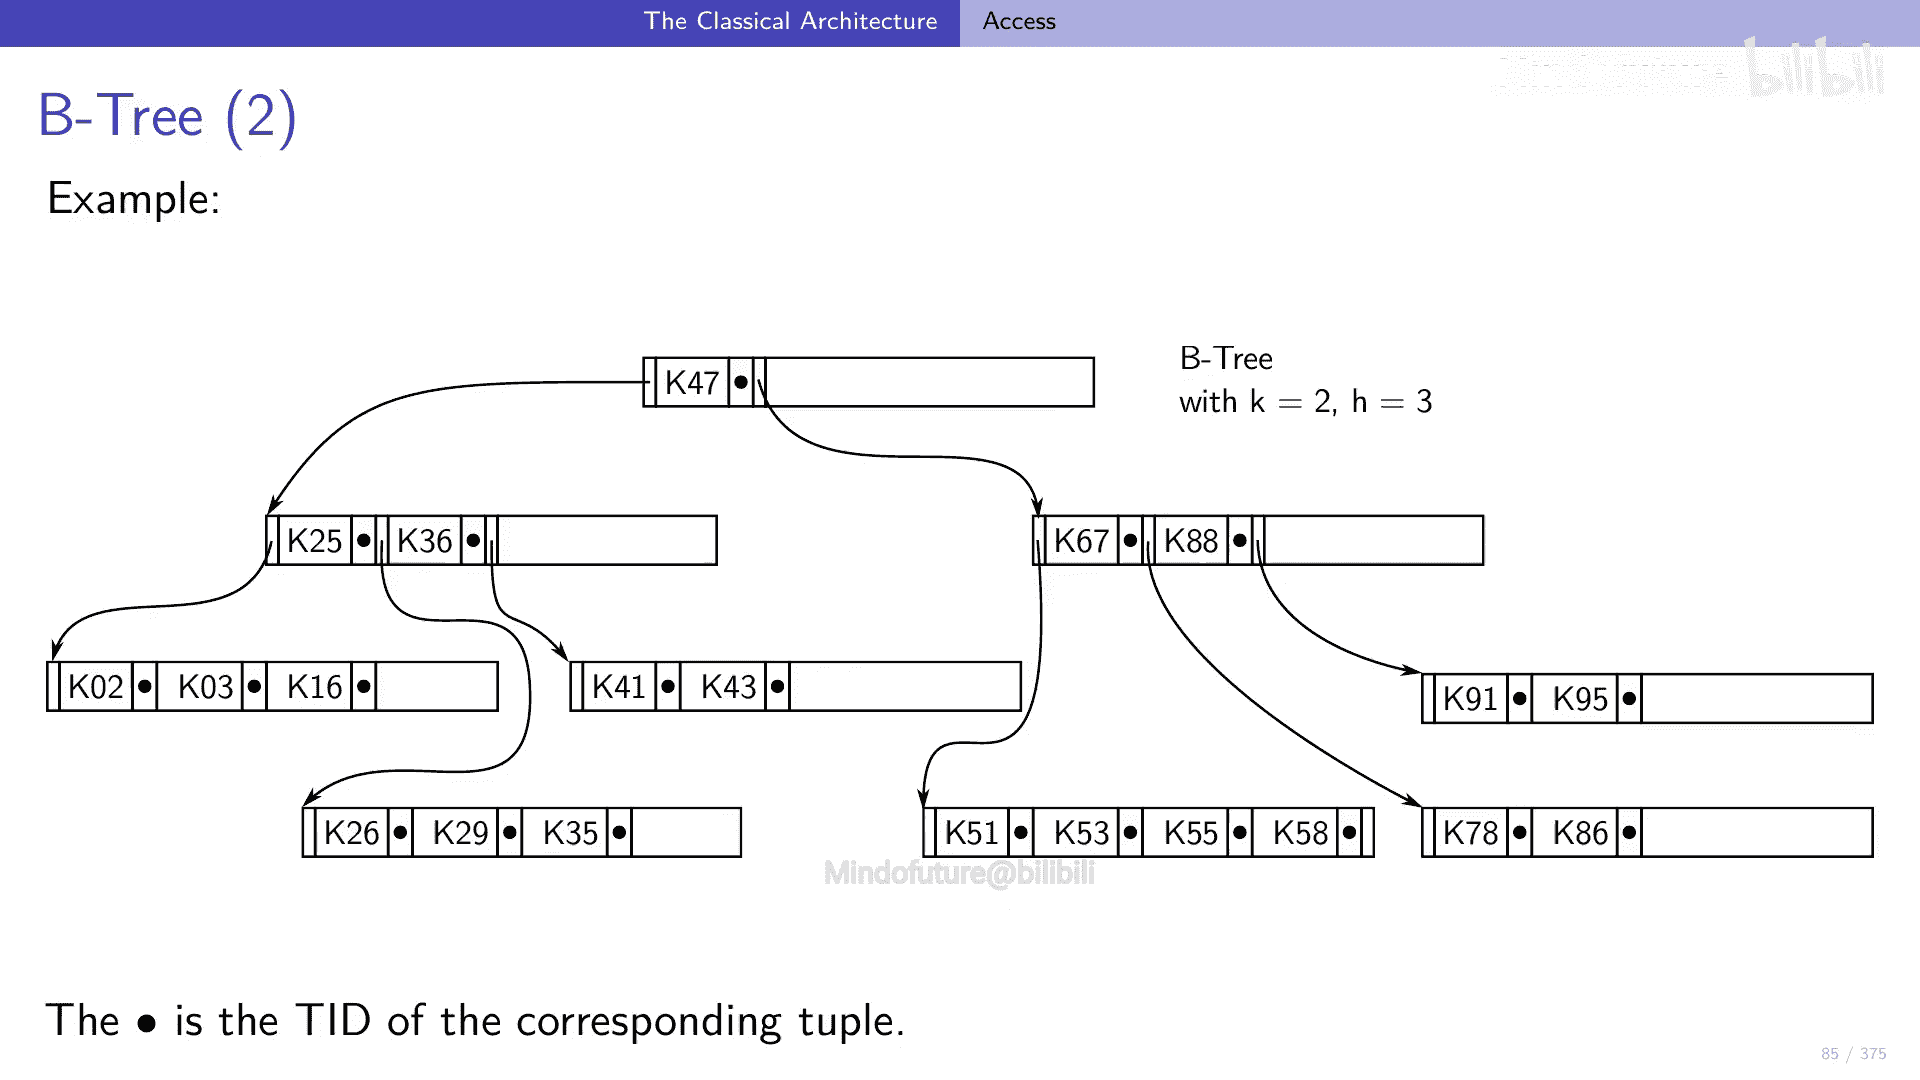 The Classical Architecture Access
bilibili
B-Tree (2)
Example:
B-Tree
with k = 2, h = 3
K47 •
K25 • K36 •
K67 • K88 •
K02 • K03 • K16 •
K41 • K43 •
K91 • K95 •
K26 • K29 • K35 •
K51 • K53 • K55 • K58 •
K78 • K86 •
Mindofuture@bilibili
The • is the TID of the corresponding tuple.
85 / 375